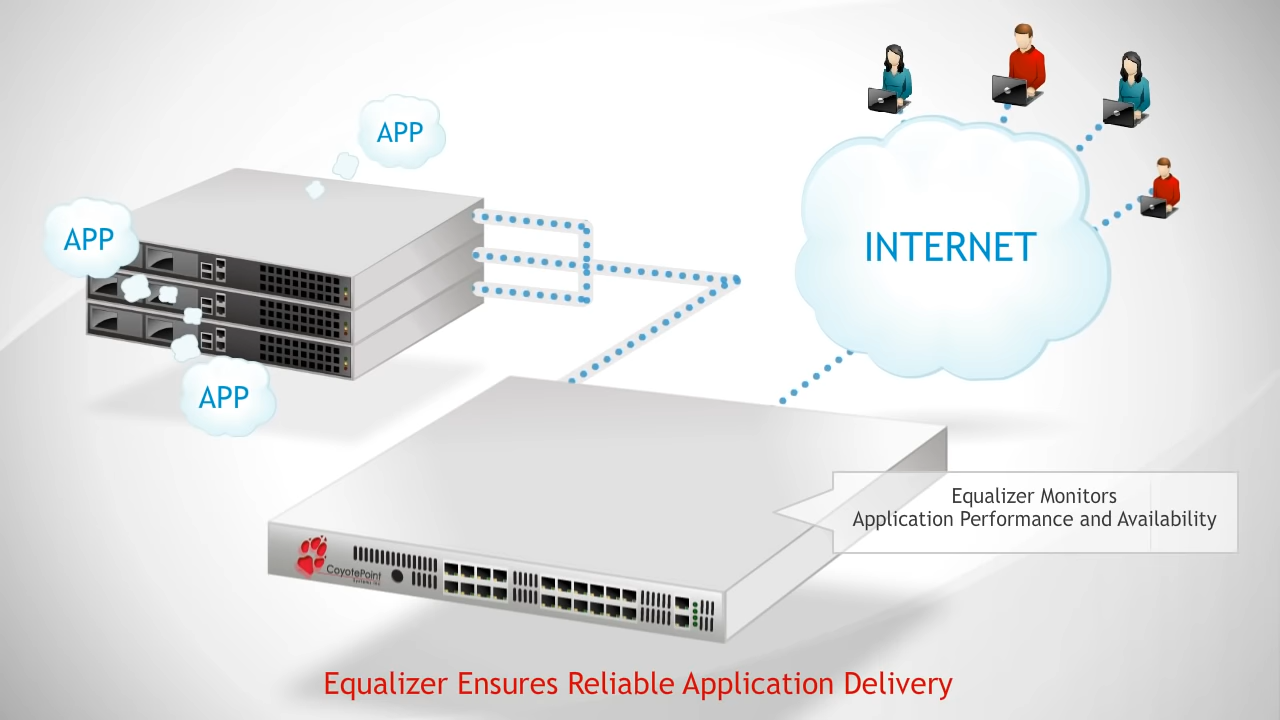 APP
APP
INTERNET
APP
Equalizer Monitors
Application Performance and Availability
CoyotePoint
Equalizer Ensures Reliable Application Delivery